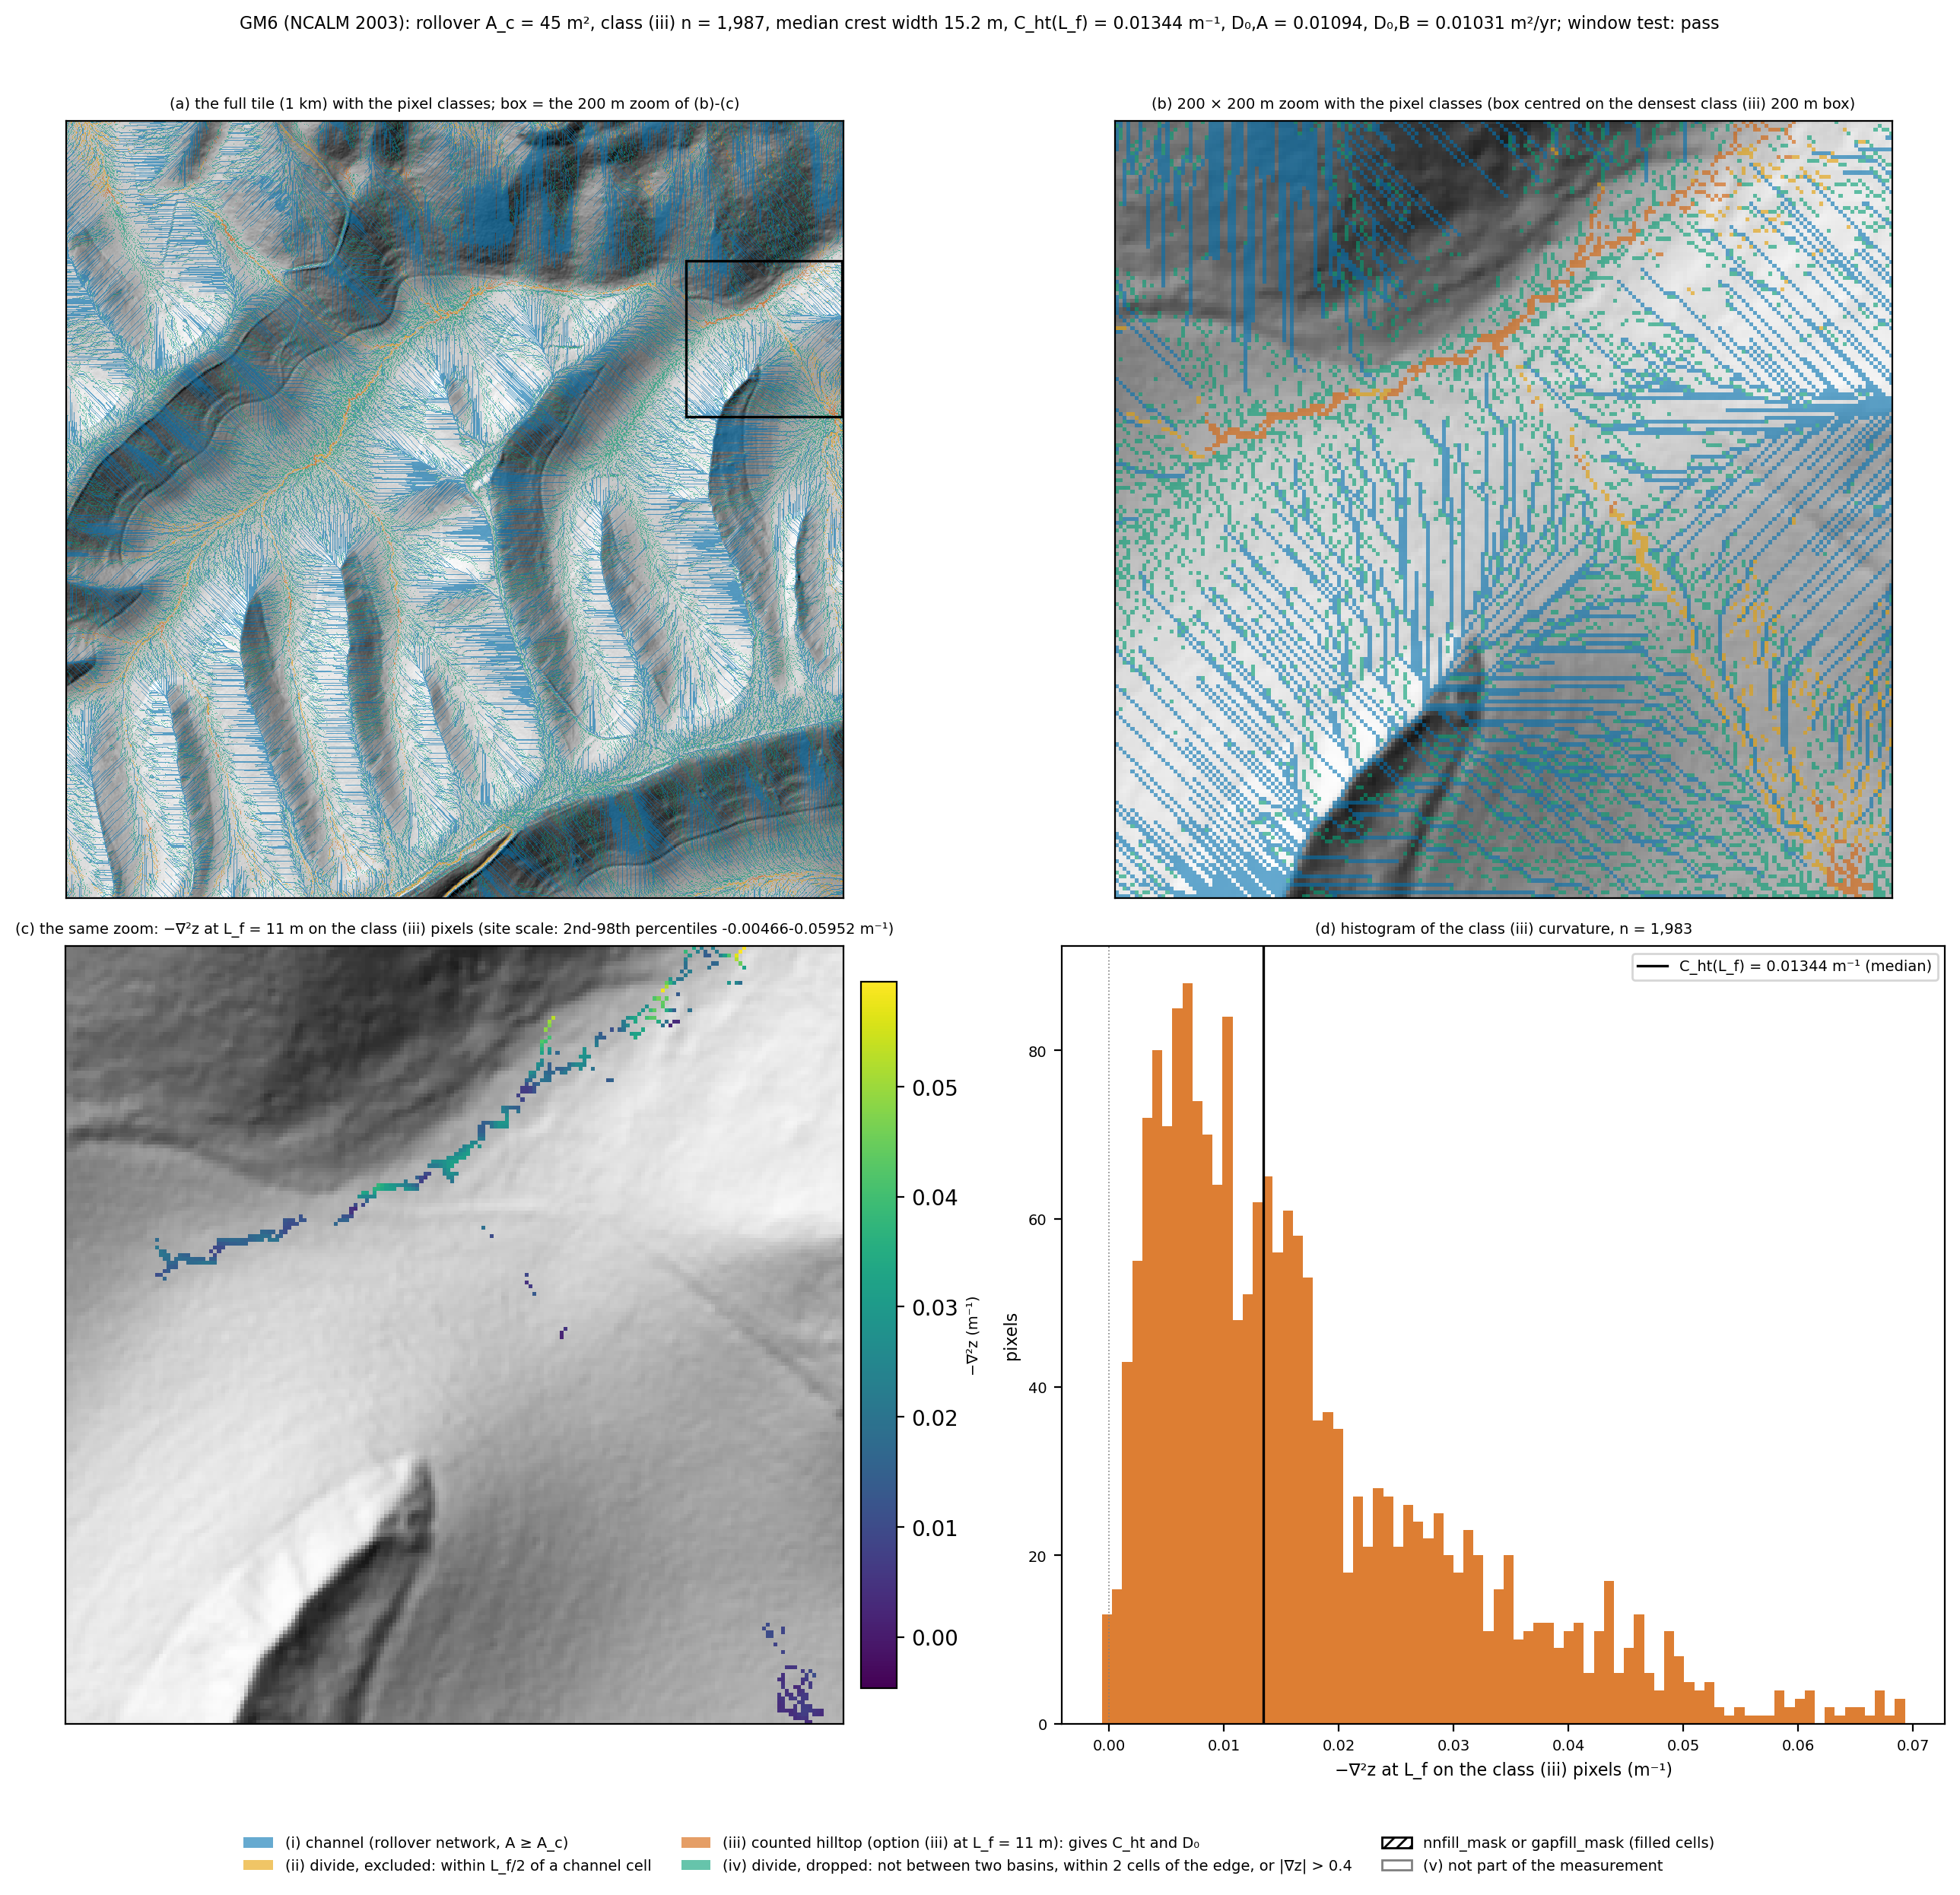 GM6 (NCALM 2003): rollover A_c = 45 m², class (iii) n = 1,987, median crest width 15.2 m, C_ht(L_f) = 0.01344 m⁻¹, D₀,A = 0.01094, D₀,B = 0.01031 m²/yr; window test: pass
(a) the full tile (1 km) with the pixel classes; box = the 200 m zoom of (b)-(c)
(b) 200 × 200 m zoom with the pixel classes (box centred on the densest class (iii) 200 m box)
(c) the same zoom: −∇²z at L_f = 11 m on the class (iii) pixels (site scale: 2nd-98th percentiles -0.00466-0.05952 m⁻¹)
0.05
0.04
0.03
0.02
0.01
0.00
−∇²z (m⁻¹)
(d) histogram of the class (iii) curvature, n = 1,983
C_ht(L_f) = 0.01344 m⁻¹ (median)
pixels
80
60
40
20
0
0.00 0.01 0.02 0.03 0.04 0.05 0.06 0.07
−∇²z at L_f on the class (iii) pixels (m⁻¹)
(i) channel (rollover network, A ≥ A_c)
(ii) divide, excluded: within L_f/2 of a channel cell
(iii) counted hilltop (option (iii) at L_f = 11 m): gives C_ht and D₀
(iv) divide, dropped: not between two basins, within 2 cells of the edge, or |∇z| > 0.4
nnfill_mask or gapfill_mask (filled cells)
(v) not part of the measurement